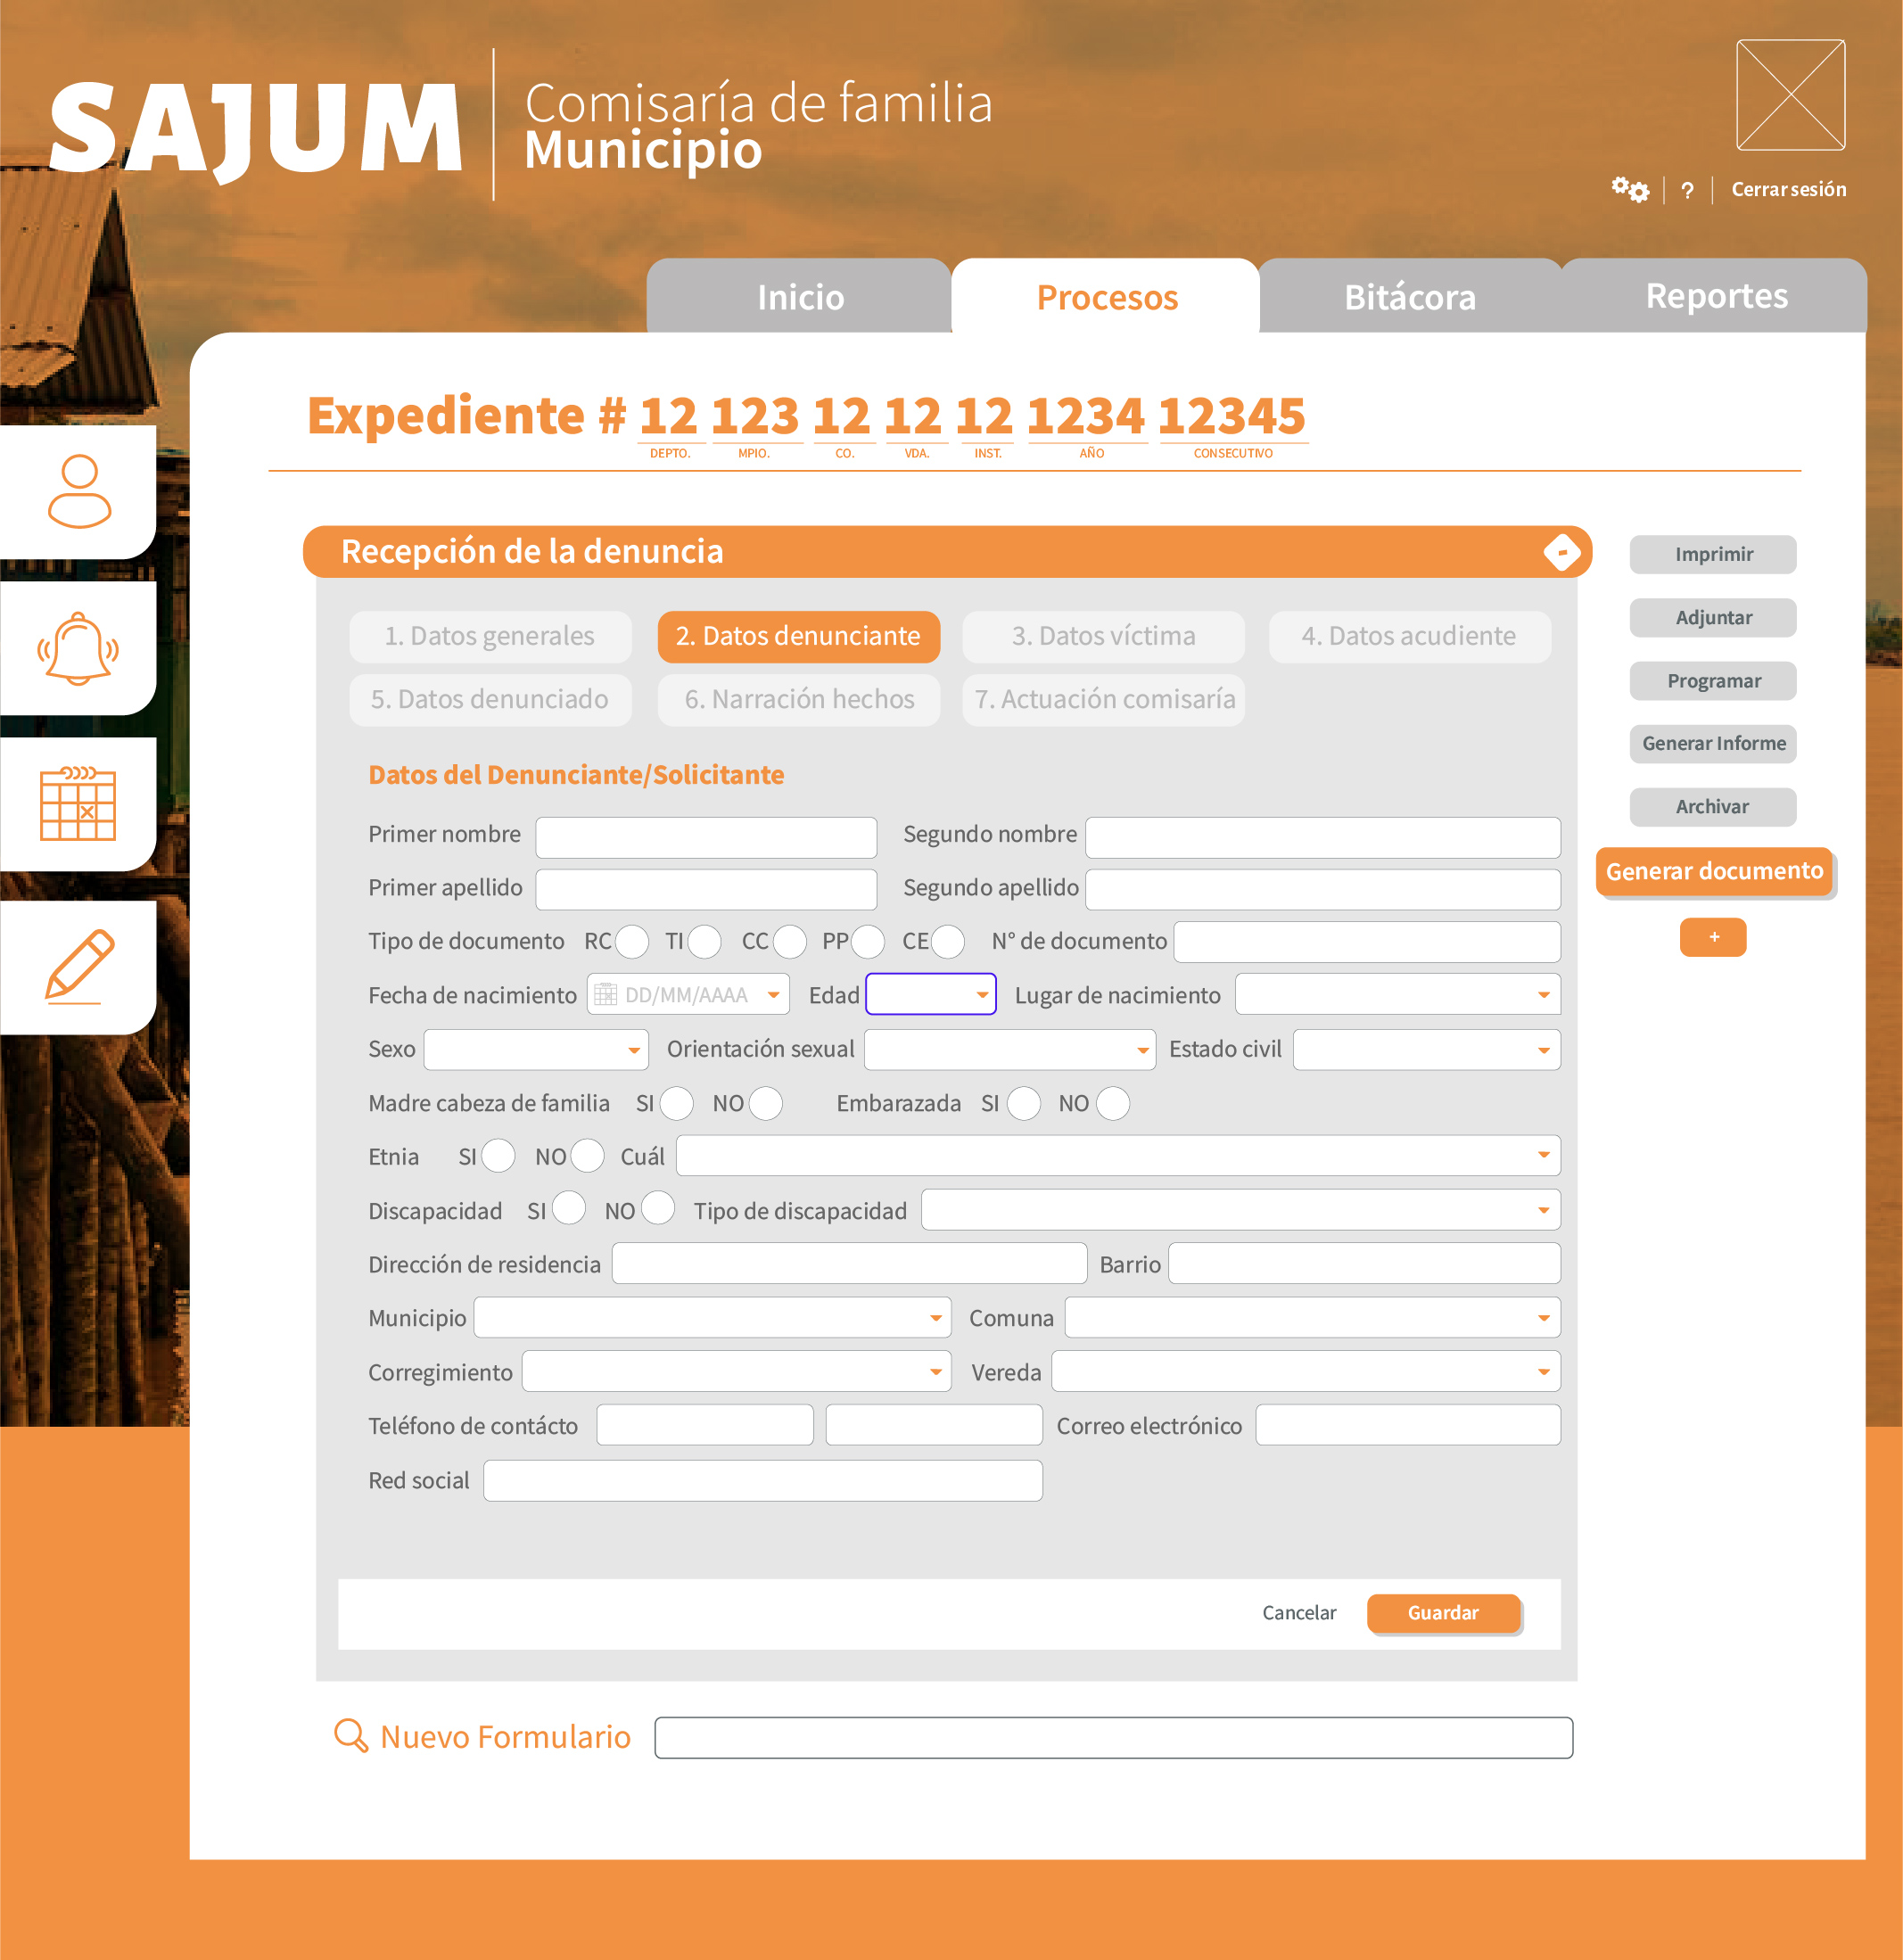 SAJUM
Comisaría de familia
Municipio
? Cerrar sesión
Inicio Procesos Bitácora Reportes
Expediente # 12 123 12 12 12 1234 12345
DEPTO. MPIO. CO. VDA. INST. AÑO CONSECUTIVO
Recepción de la denuncia -
1. Datos generales 2. Datos denunciante 3. Datos víctima 4. Datos acudiente
5. Datos denunciado 6. Narración hechos 7. Actuación comisaría
Datos del Denunciante/Solicitante
Primer nombre Segundo nombre
Primer apellido Segundo apellido
Tipo de documento RC TI CC PP CE N° de documento
Fecha de nacimiento DD/MM/AAAA Edad Lugar de nacimiento
Sexo Orientación sexual Estado civil
Madre cabeza de familia SI NO Embarazada SI NO
Etnia SI NO Cuál
Discapacidad SI NO Tipo de discapacidad
Dirección de residencia Barrio
Municipio Comuna
Corregimiento Vereda
Teléfono de contácto Correo electrónico
Red social
Cancelar Guardar
Imprimir
Adjuntar
Programar
Generar Informe
Archivar
Generar documento
+
Nuevo Formulario